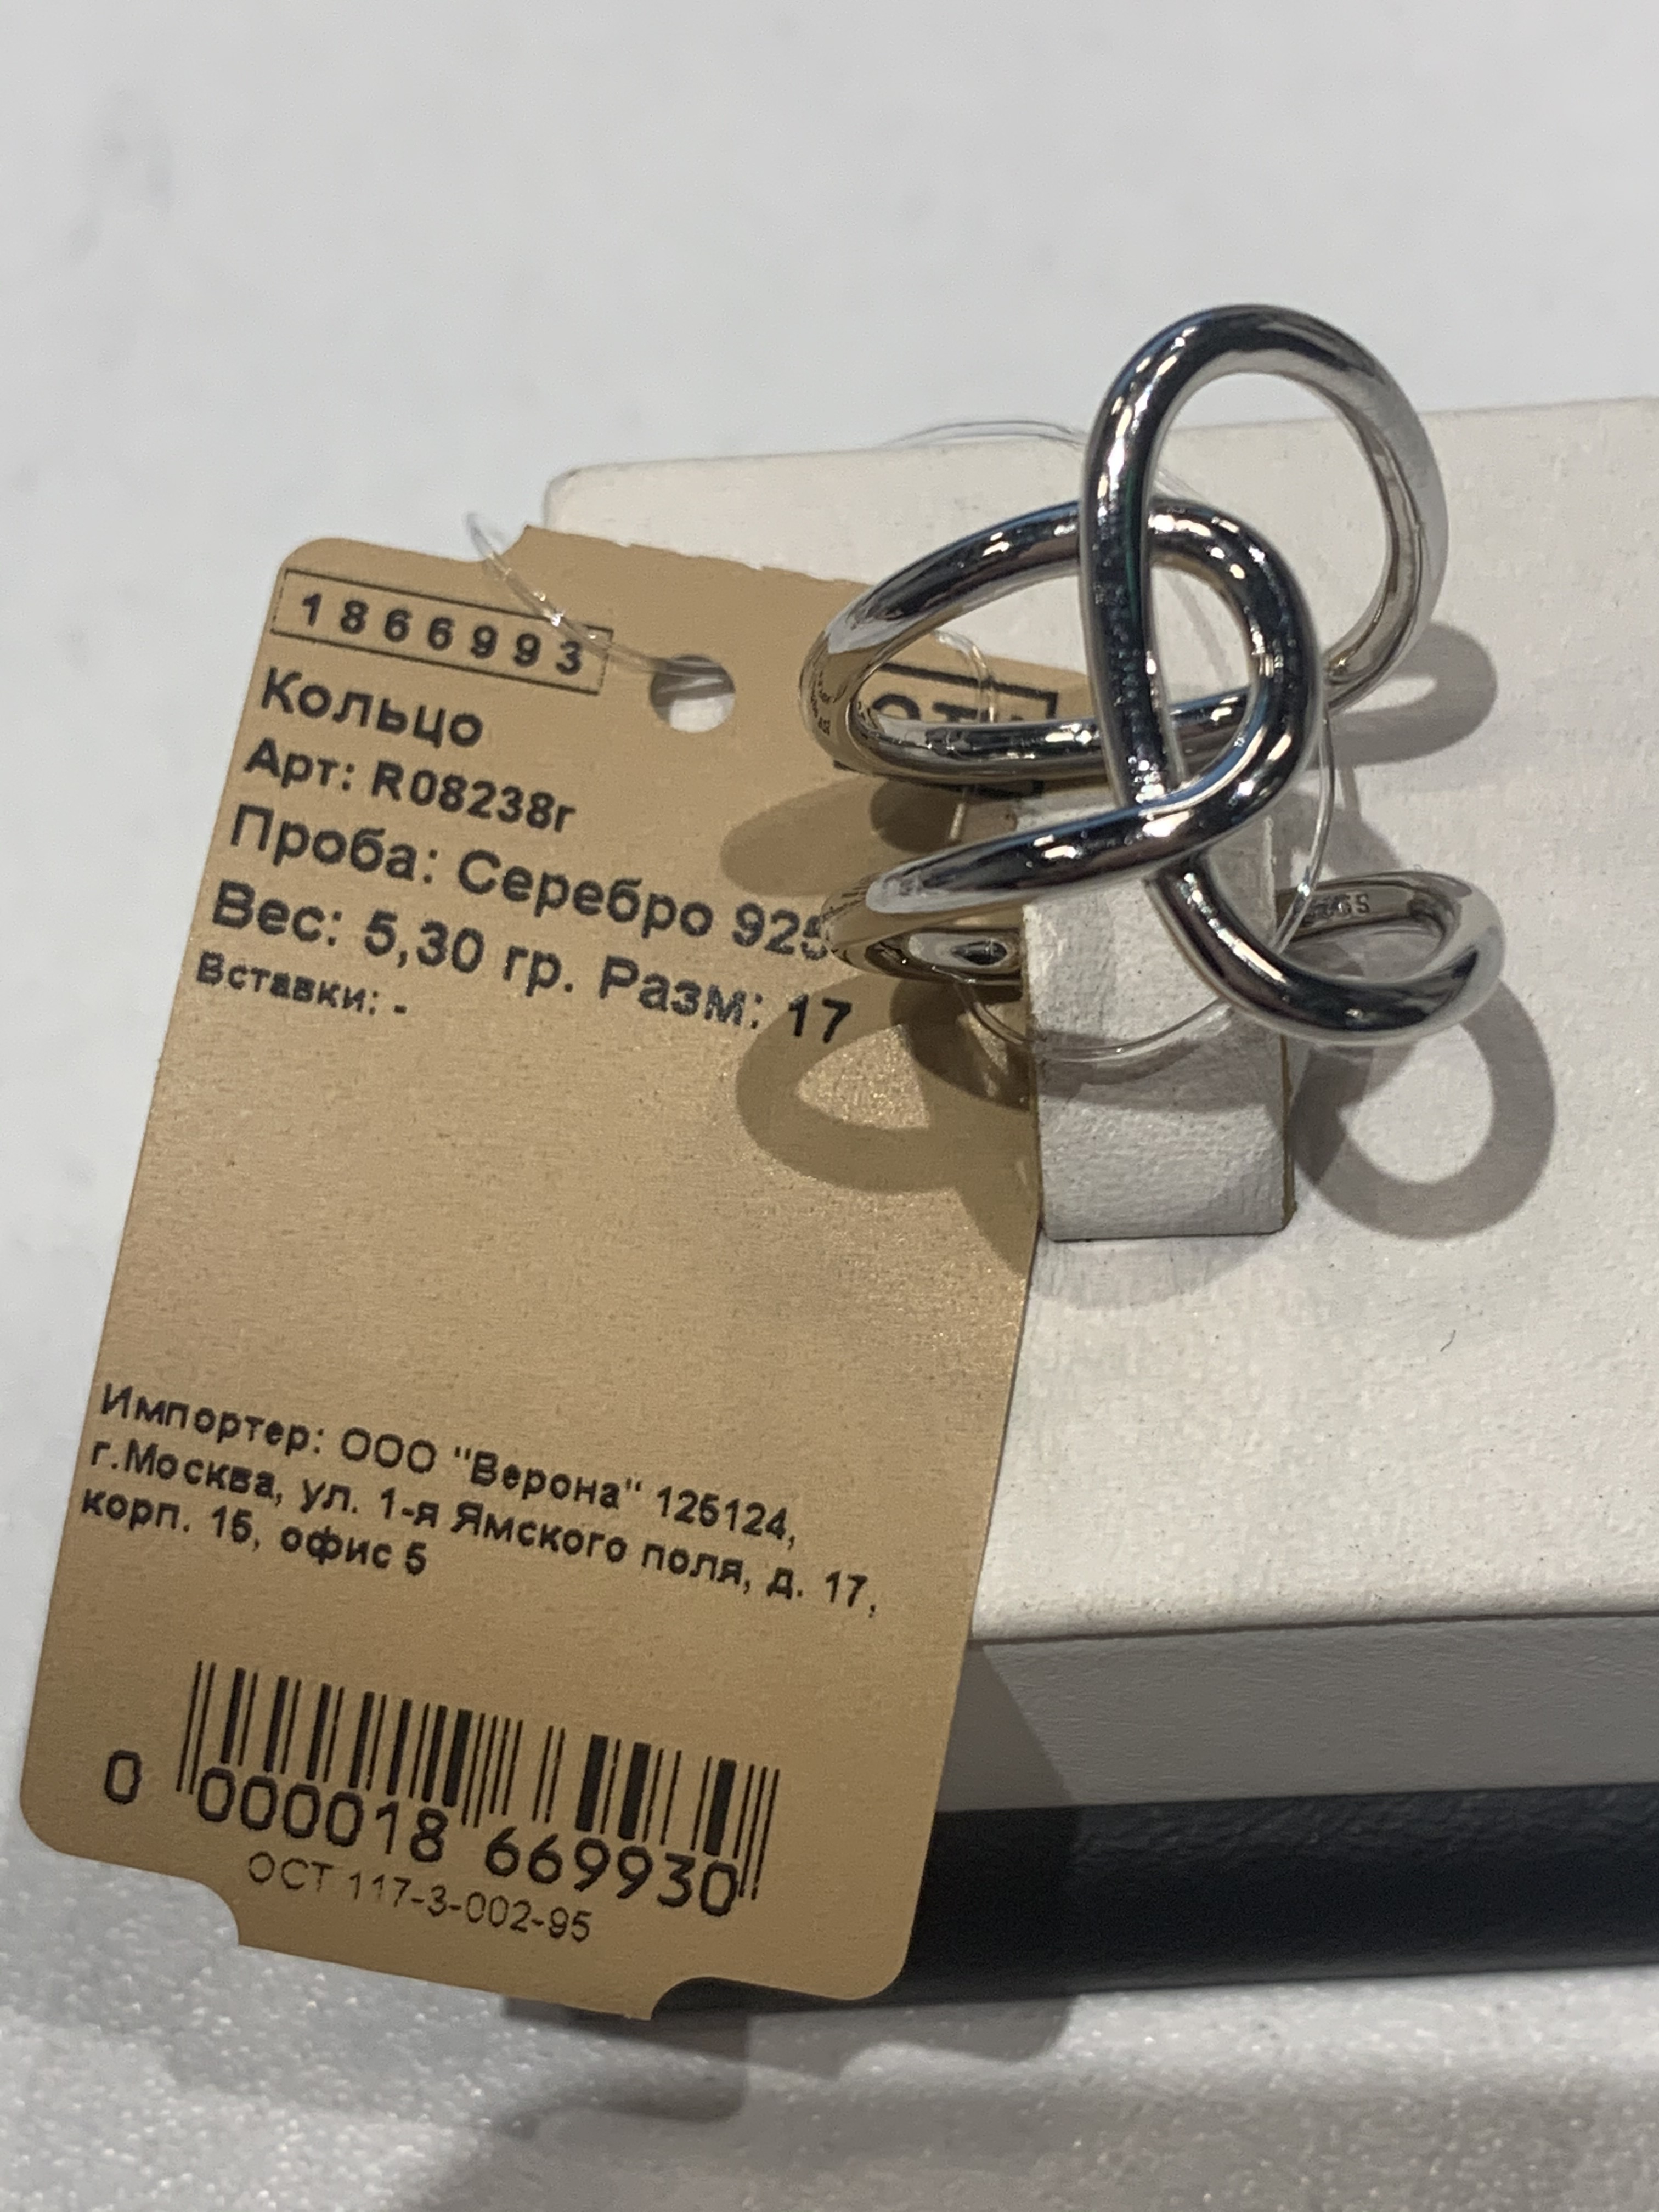 1866993
Кольцо
Арт: R08238г
Проба: Серебро 925
Вес: 5,30 гр. Разм: 17
Вставки: -
Импортер: ООО "Верона" 125124,
г.Москва, ул. 1-я Ямского поля, д. 17,
корп. 15, офис 5
0 000018 669930
ОСТ 117-3-002-95